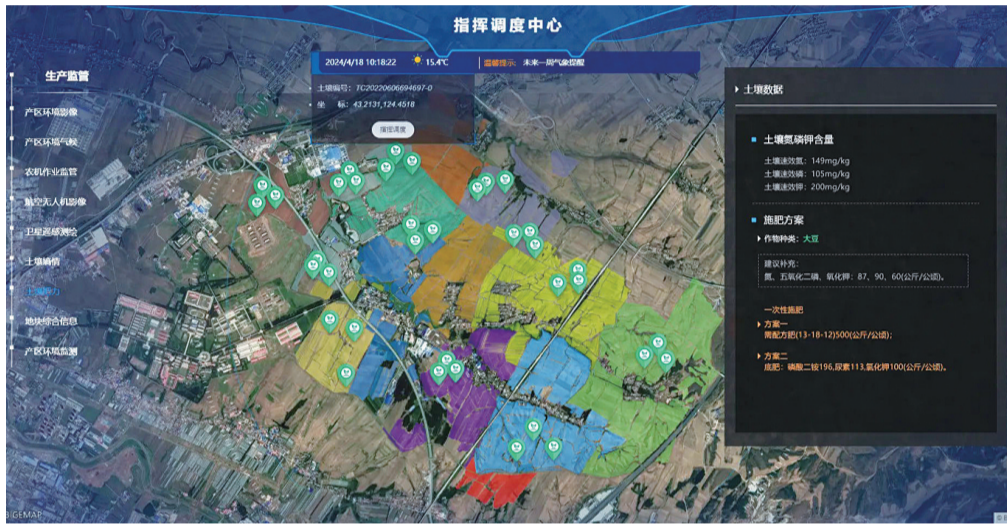 指挥调度中心
2024/4/18 10:18:22 15.4℃ 温馨提示: 未来一周气象提醒
土壤编号: TC20220606694697-0
坐 标: 43.2131,124.4518
指挥调度
生产监管
产区环境影像
产区环境气候
农机作业监管
航空无人机影像
卫星遥感测绘
土壤墒情
土壤肥力
地块综合信息
产区环境监测
土壤数据
土壤氮磷钾含量
土壤速效氮: 149mg/kg
土壤速效磷: 105mg/kg
土壤速效钾: 200mg/kg
施肥方案
作物种类: 大豆
建议补充:
氮、五氧化二磷、氧化钾: 87、90、60(公斤/公顷)。
一次性施肥
方案一
需配方肥(13-18-12)500(公斤/公顷);
方案二
底肥: 磷酸二铵196,尿素113,氯化钾100(公斤/公顷)。